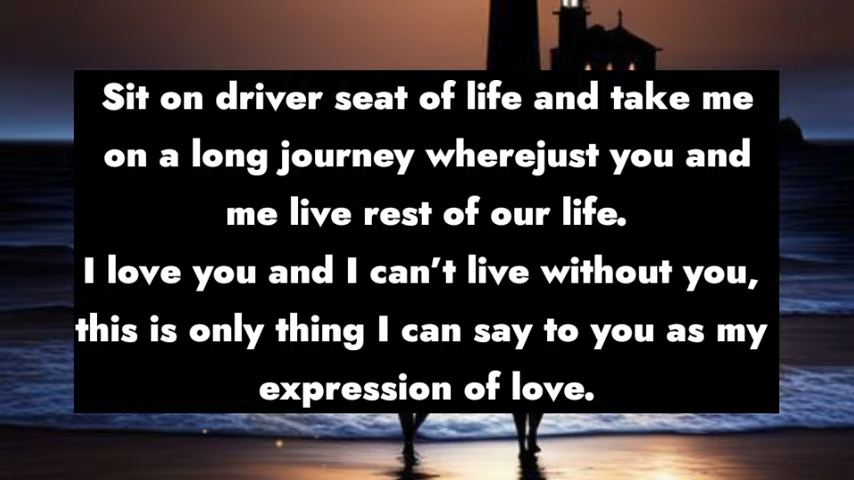 Sit on driver seat of life and take me
on a long journey wherejust you and
me live rest of our life.
I love you and I can't live without you,
this is only thing I can say to you as my
expression of love.